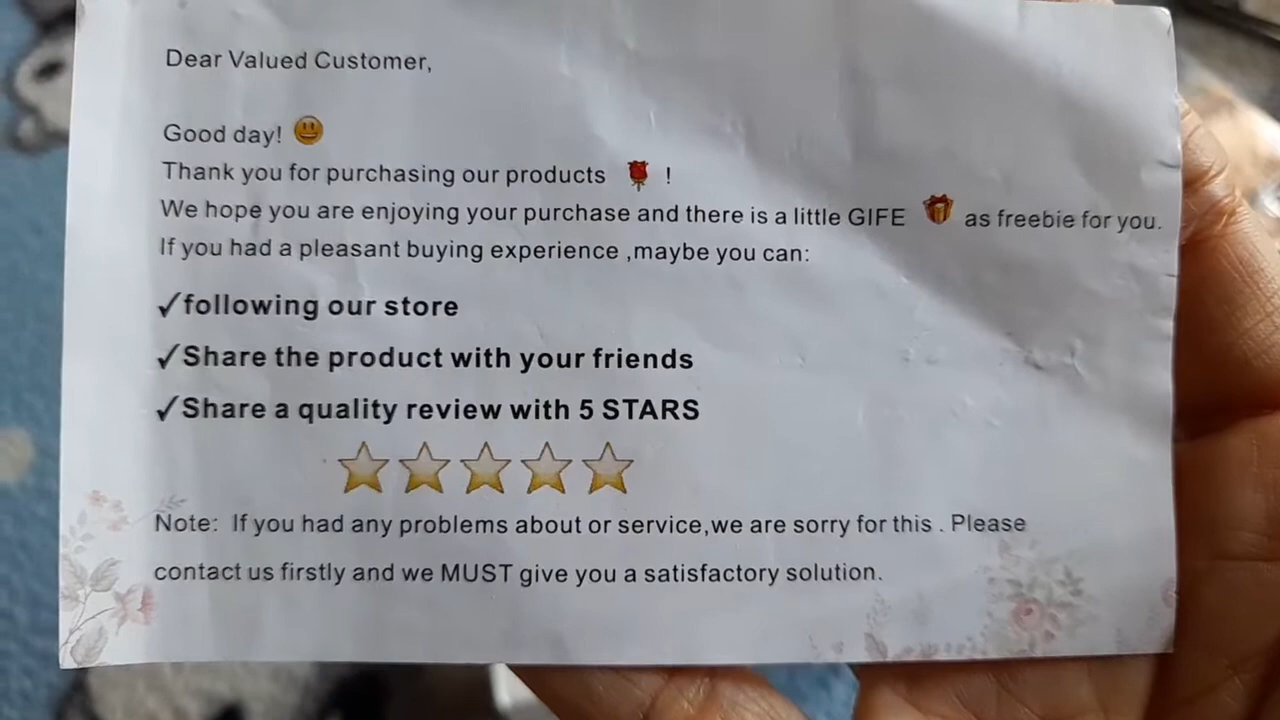 Dear Valued Customer,
Good day! 😃
Thank you for purchasing our products 🌹 !
We hope you are enjoying your purchase and there is a little GIFE 🎁 as freebie for you.
If you had a pleasant buying experience ,maybe you can:
✓following our store
✓Share the product with your friends
✓Share a quality review with 5 STARS
Note: If you had any problems about or service,we are sorry for this . Please
contact us firstly and we MUST give you a satisfactory solution.